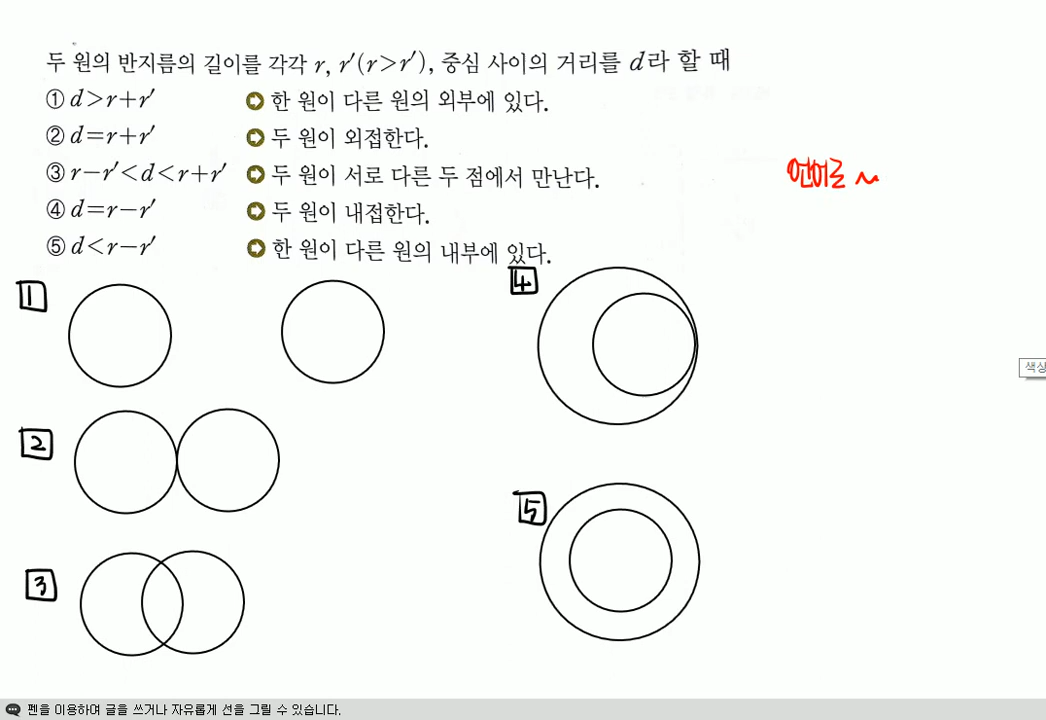 두 원의 반지름의 길이를 각각 r, r′(r>r′), 중심 사이의 거리를 d라 할 때
① d>r+r′ ➲ 한 원이 다른 원의 외부에 있다.
② d=r+r′ ➲ 두 원이 외접한다.
③ r-r′<d<r+r′ ➲ 두 원이 서로 다른 두 점에서 만난다.
④ d=r-r′ ➲ 두 원이 내접한다.
⑤ d<r-r′ ➲ 한 원이 다른 원의 내부에 있다.
언어로 ~
1
2
3
4
5
색상
펜을 이용하여 글을 쓰거나 자유롭게 선을 그릴 수 있습니다.